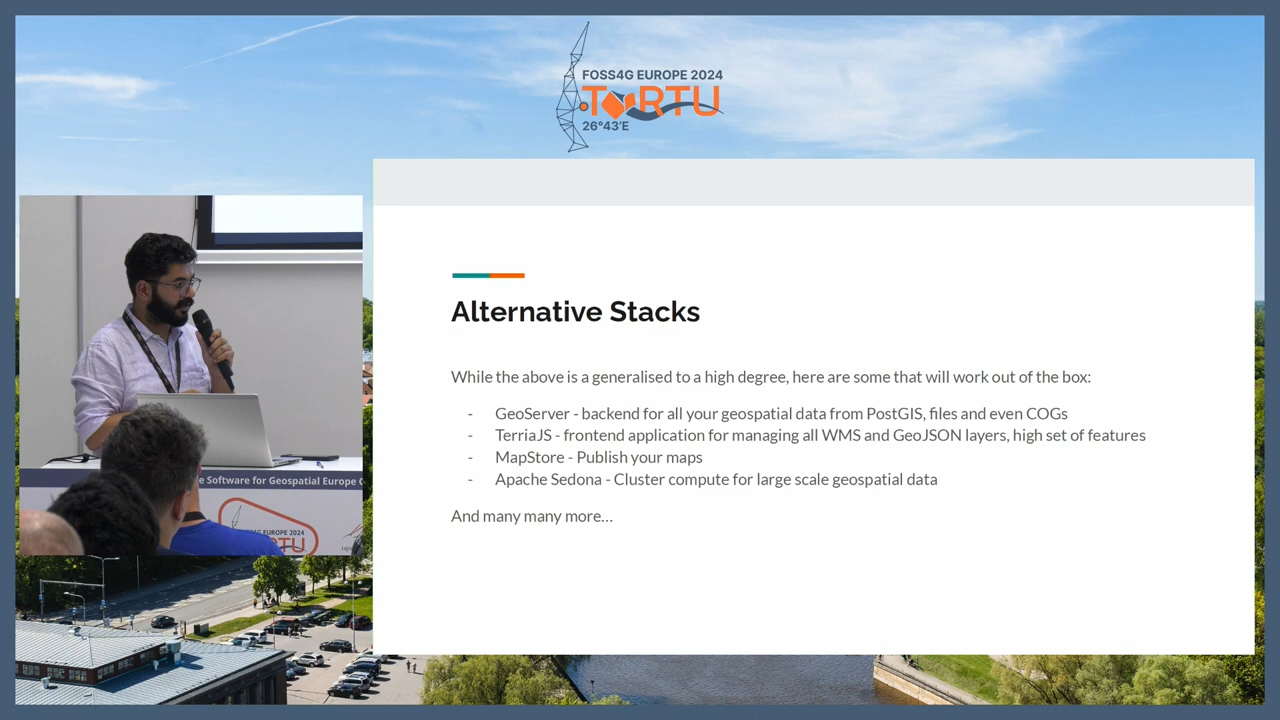 FOSS4G EUROPE 2024
TARTU
26°43'E
Alternative Stacks
While the above is a generalised to a high degree, here are some that will work out of the box:
- GeoServer - backend for all your geospatial data from PostGIS, files and even COGs
- TerriaJS - frontend application for managing all WMS and GeoJSON layers, high set of features
- MapStore - Publish your maps
- Apache Sedona - Cluster compute for large scale geospatial data
And many many more...
e Software for Geospatial Europe
EUROPE 2024